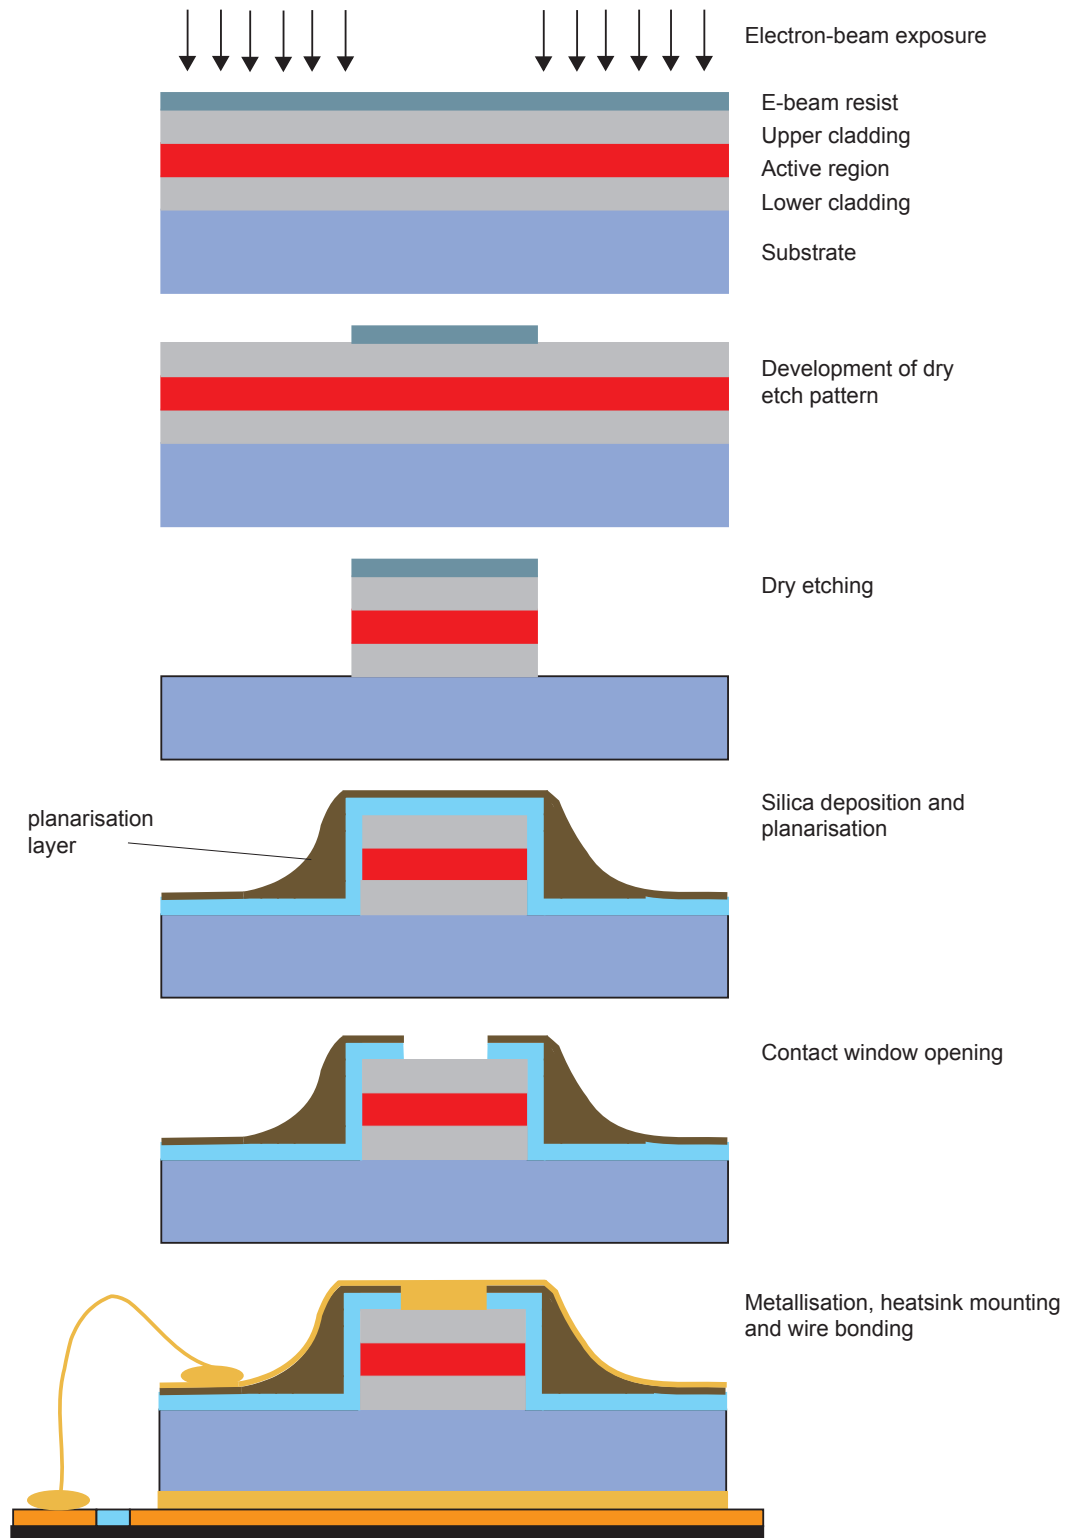 Electron-beam exposure
E-beam resist
Upper cladding
Active region
Lower cladding
Substrate
Development of dry
etch pattern
Dry etching
Silica deposition and
planarisation
planarisation
layer
Contact window opening
Metallisation, heatsink mounting
and wire bonding